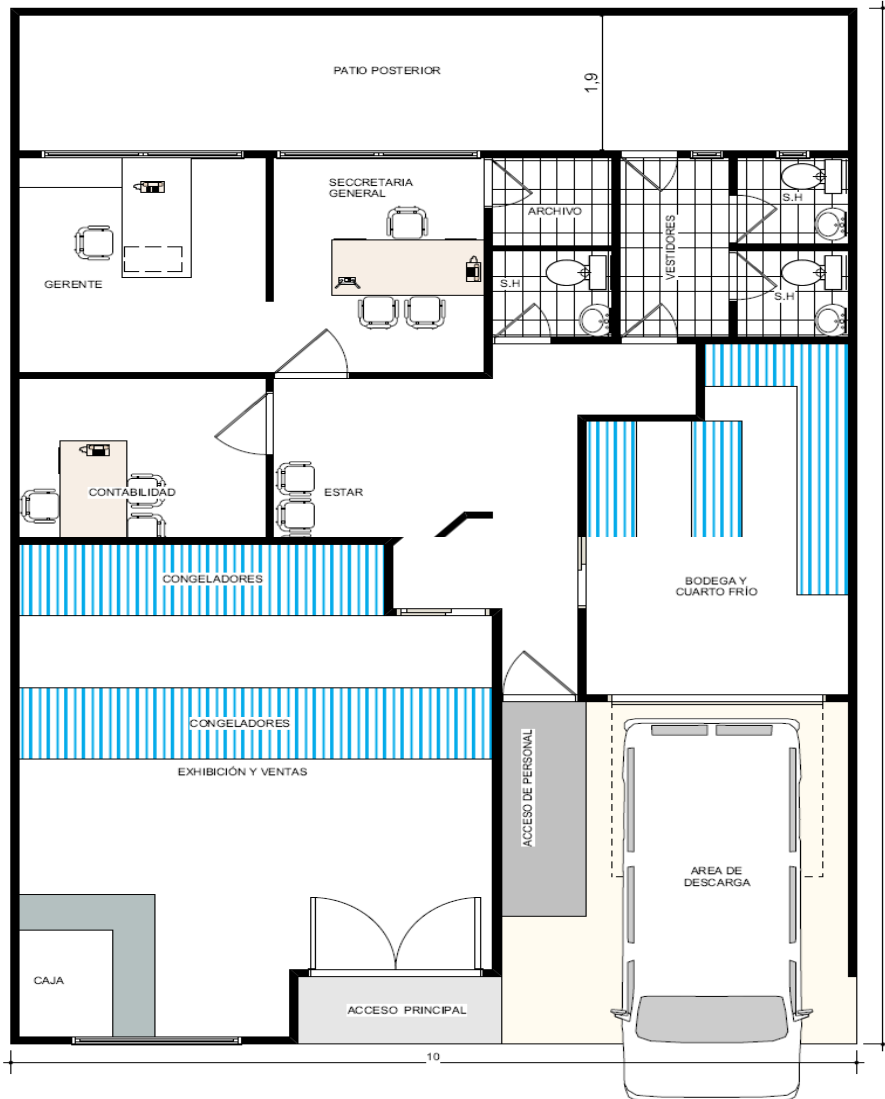 PATIO POSTERIOR
1,9
SECCRETARIA
GENERAL
ARCHIVO
S.H
VESTIDORES
S.H
S.H
GERENTE
CONTABILIDAD
ESTAR
CONGELADORES
BODEGA Y
CUARTO FRÍO
CONGELADORES
EXHIBICIÓN Y VENTAS
ACCESO DE PERSONAL
AREA DE
DESCARGA
CAJA
ACCESO PRINCIPAL
10